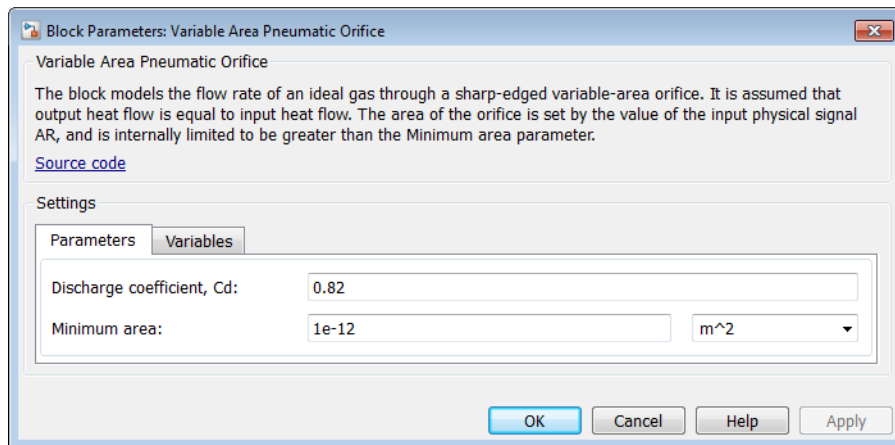 Block Parameters: Variable Area Pneumatic Orifice
Variable Area Pneumatic Orifice
The block models the flow rate of an ideal gas through a sharp-edged variable-area orifice. It is assumed that
output heat flow is equal to input heat flow. The area of the orifice is set by the value of the input physical signal
AR, and is internally limited to be greater than the Minimum area parameter.
Source code
Settings
Parameters Variables
Discharge coefficient, Cd: 0.82
Minimum area: 1e-12 m^2
OK Cancel Help Apply